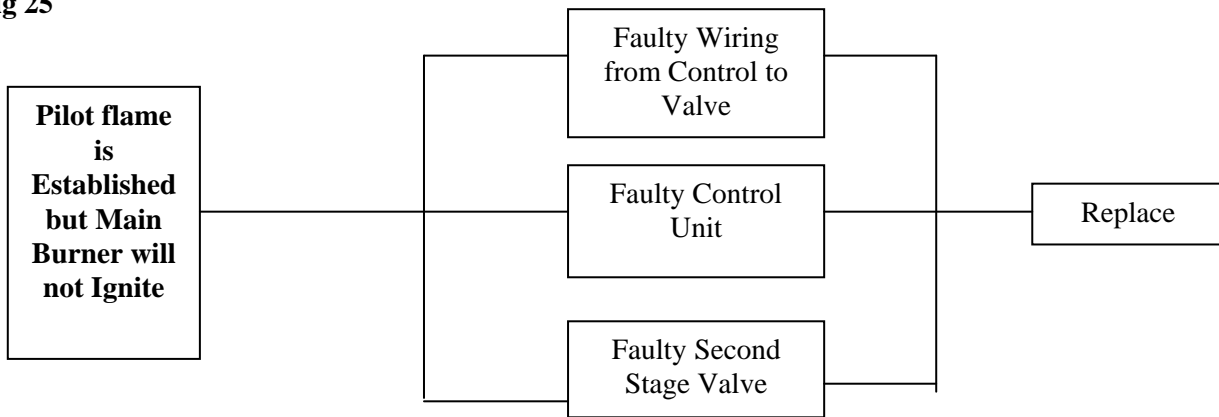 g 25
Faulty Wiring
from Control to
Valve
Pilot flame
is
Established
but Main
Burner will
not Ignite
Faulty Control
Unit
Replace
Faulty Second
Stage Valve